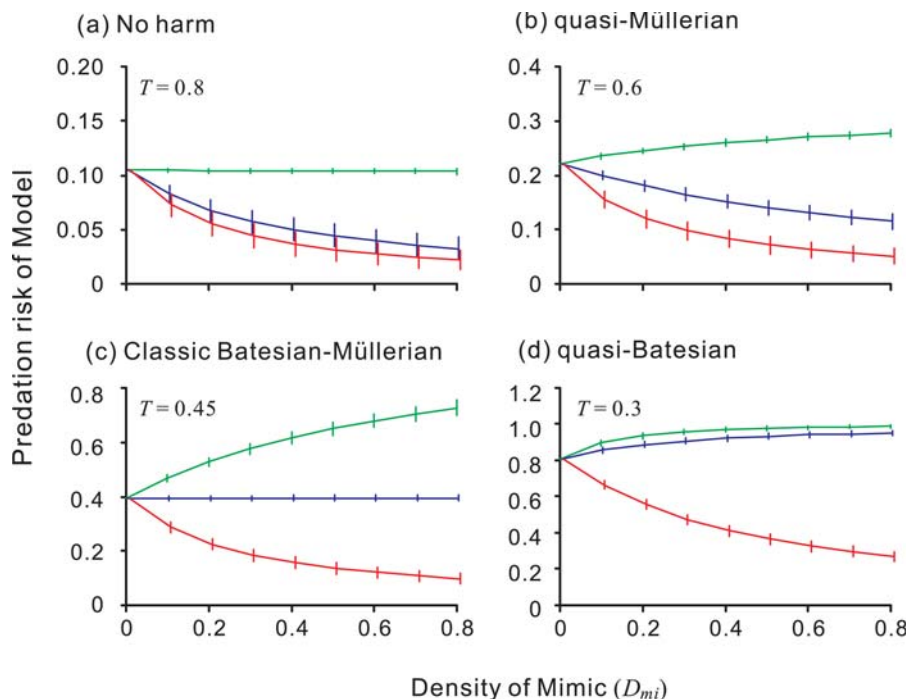 (a) No harm
T = 0.8
0.20
0.15
0.10
0.05
0
(b) quasi-Müllerian
T = 0.6
0.4
0.3
0.2
0.1
0
(c) Classic Batesian-Müllerian
T = 0.45
0.8
0.6
0.4
0.2
0
0 0.2 0.4 0.6 0.8
(d) quasi-Batesian
T = 0.3
1.2
1.0
0.8
0.6
0.4
0.2
0
0 0.2 0.4 0.6 0.8
Predation risk of Model
Density of Mimic (Dmi)